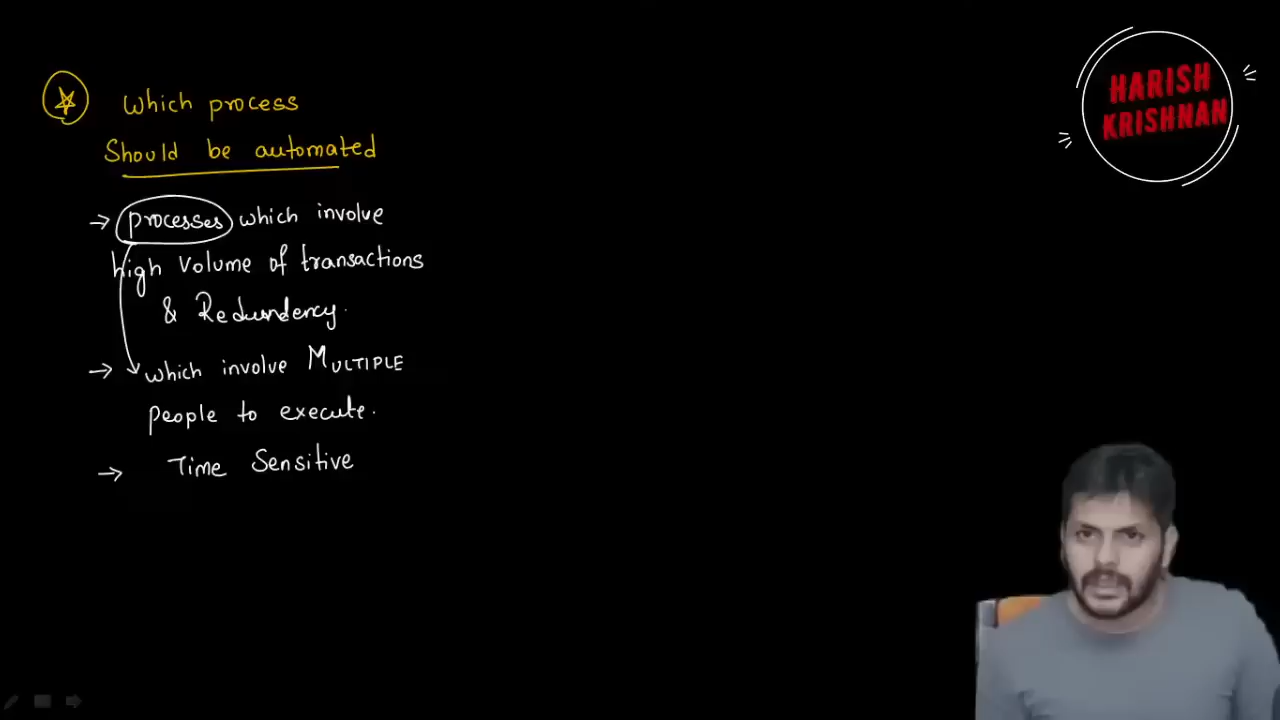 Which process
Should be automated
→ processes which involve
high volume of transactions
& Redundency.
→ which involve MULTIPLE
people to execute.
→ Time Sensitive
HARISH
KRISHNAN